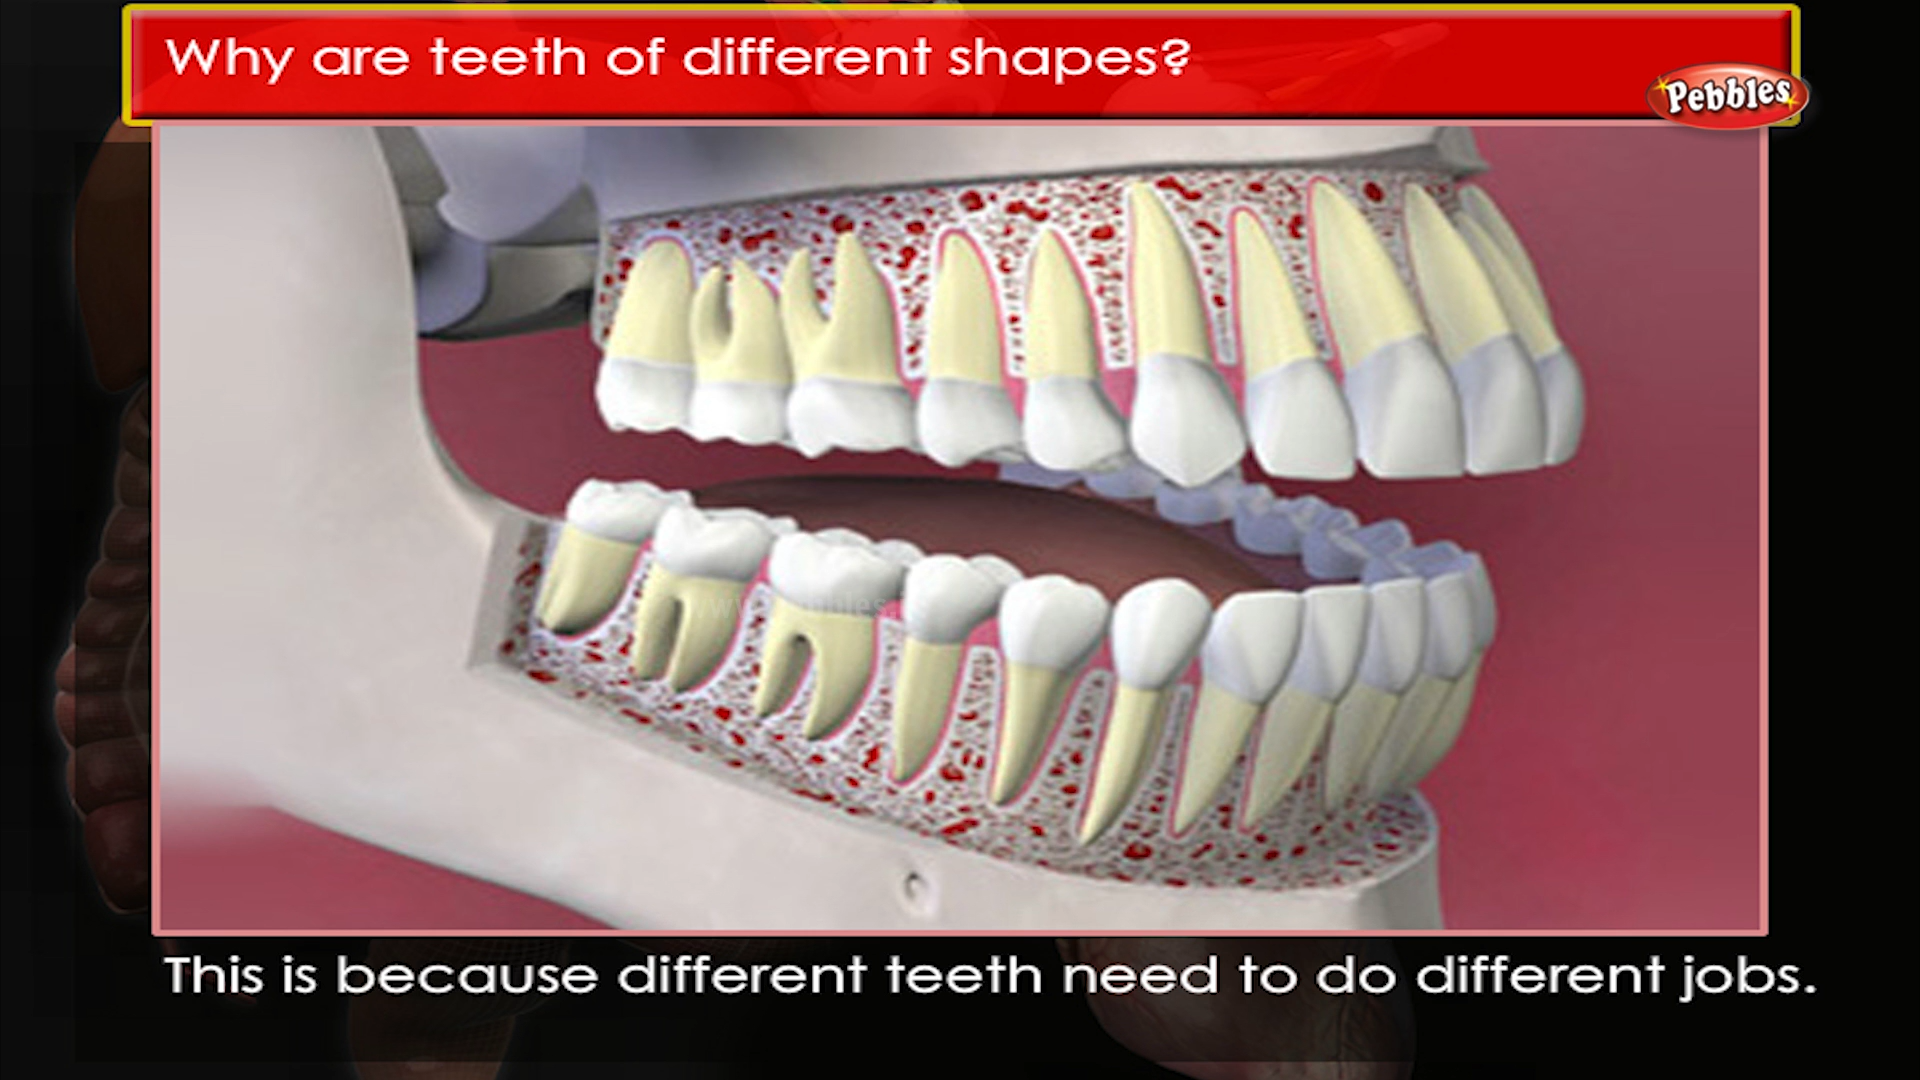 Why are teeth of different shapes?
Pebbles
This is because different teeth need to do different jobs.